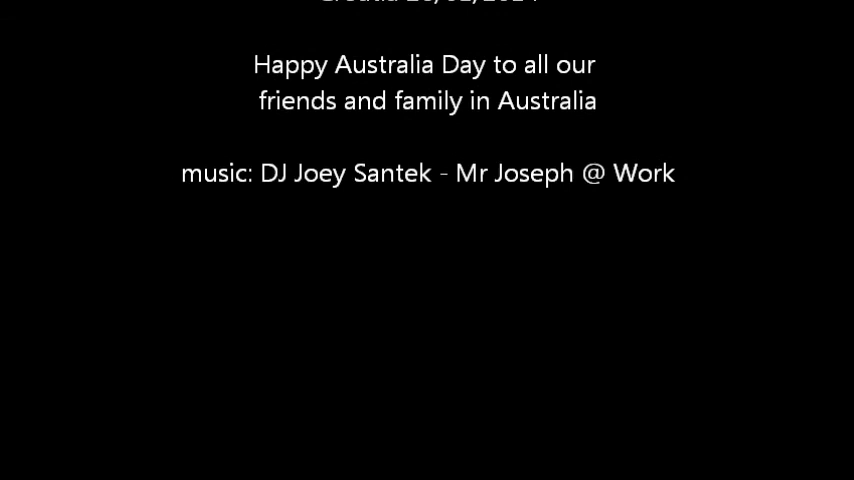 Happy Australia Day to all our
friends and family in Australia
music: DJ Joey Santek - Mr Joseph @ Work